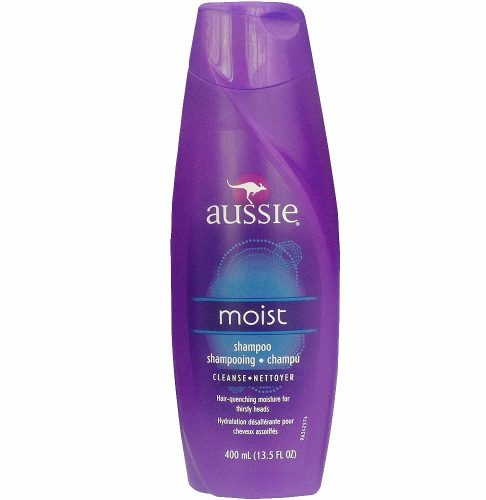 aussie®
moist
shampoo
shampooing • champú
CLEANSE • NETTOYER
Hair-quenching moisture for
thirsty heads
Hydratation désaltérante pour
cheveux assoiffés
400 mL (13.5 FL OZ)